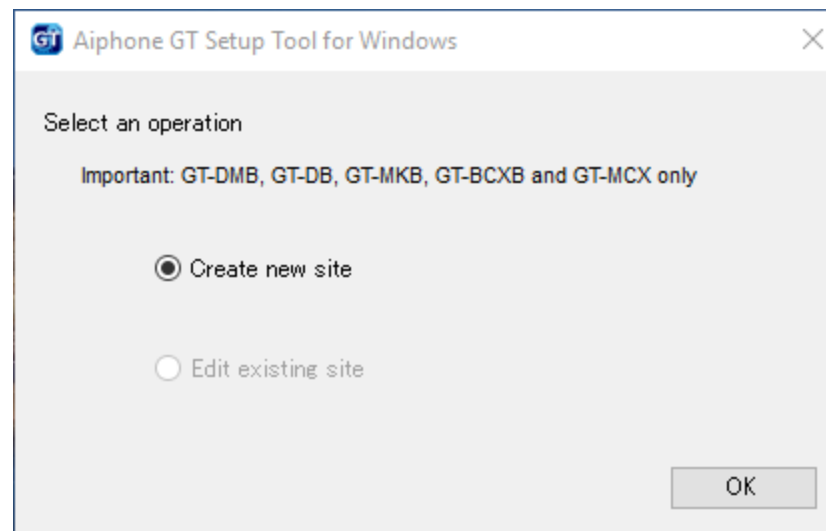 GT Aiphone GT Setup Tool for Windows
Select an operation
Important: GT-DMB, GT-DB, GT-MKB, GT-BCXB and GT-MCX only
Create new site
Edit existing site
OK